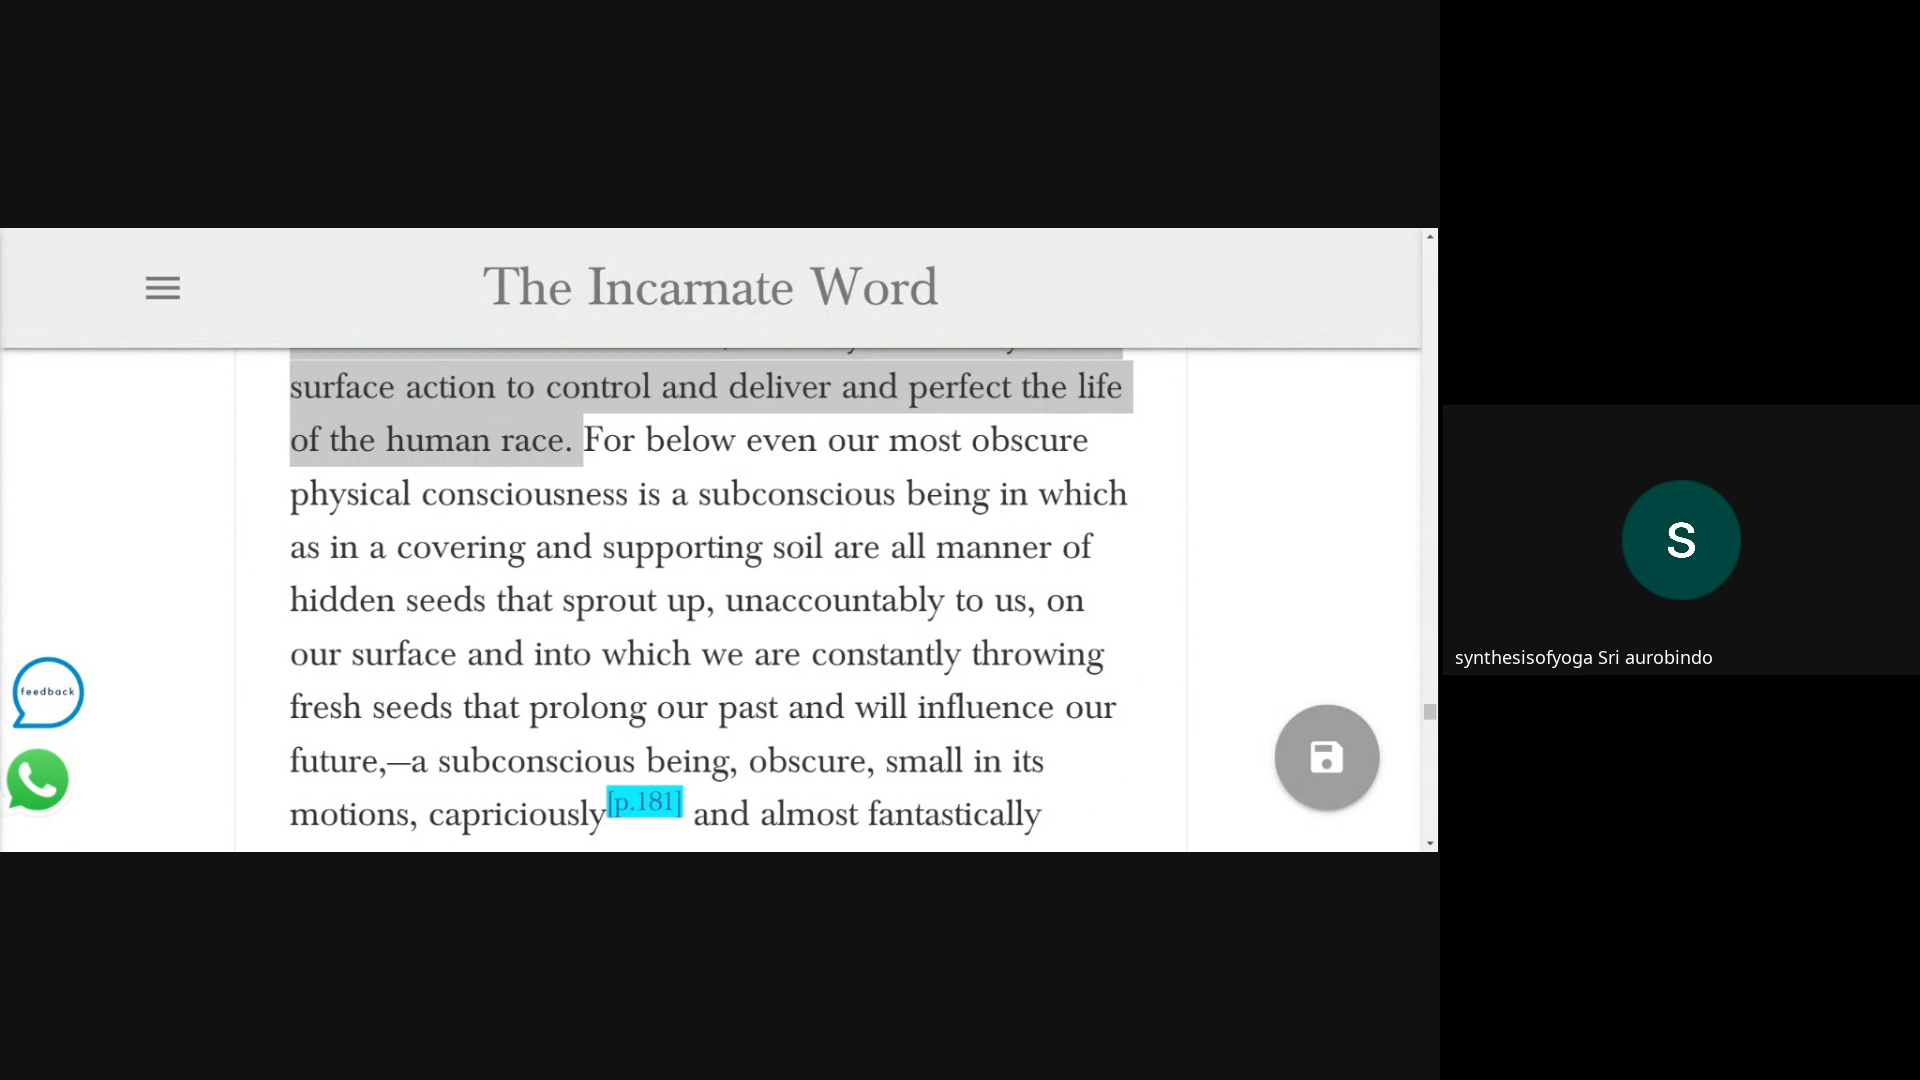 The Incarnate Word
surface action to control and deliver and perfect the life
of the human race. For below even our most obscure
physical consciousness is a subconscious being in which
as in a covering and supporting soil are all manner of
hidden seeds that sprout up, unaccountably to us, on
our surface and into which we are constantly throwing
fresh seeds that prolong our past and will influence our
future,—a subconscious being, obscure, small in its
motions, capriciously[p.181] and almost fantastically
feedback
S
synthesisofyoga Sri aurobindo